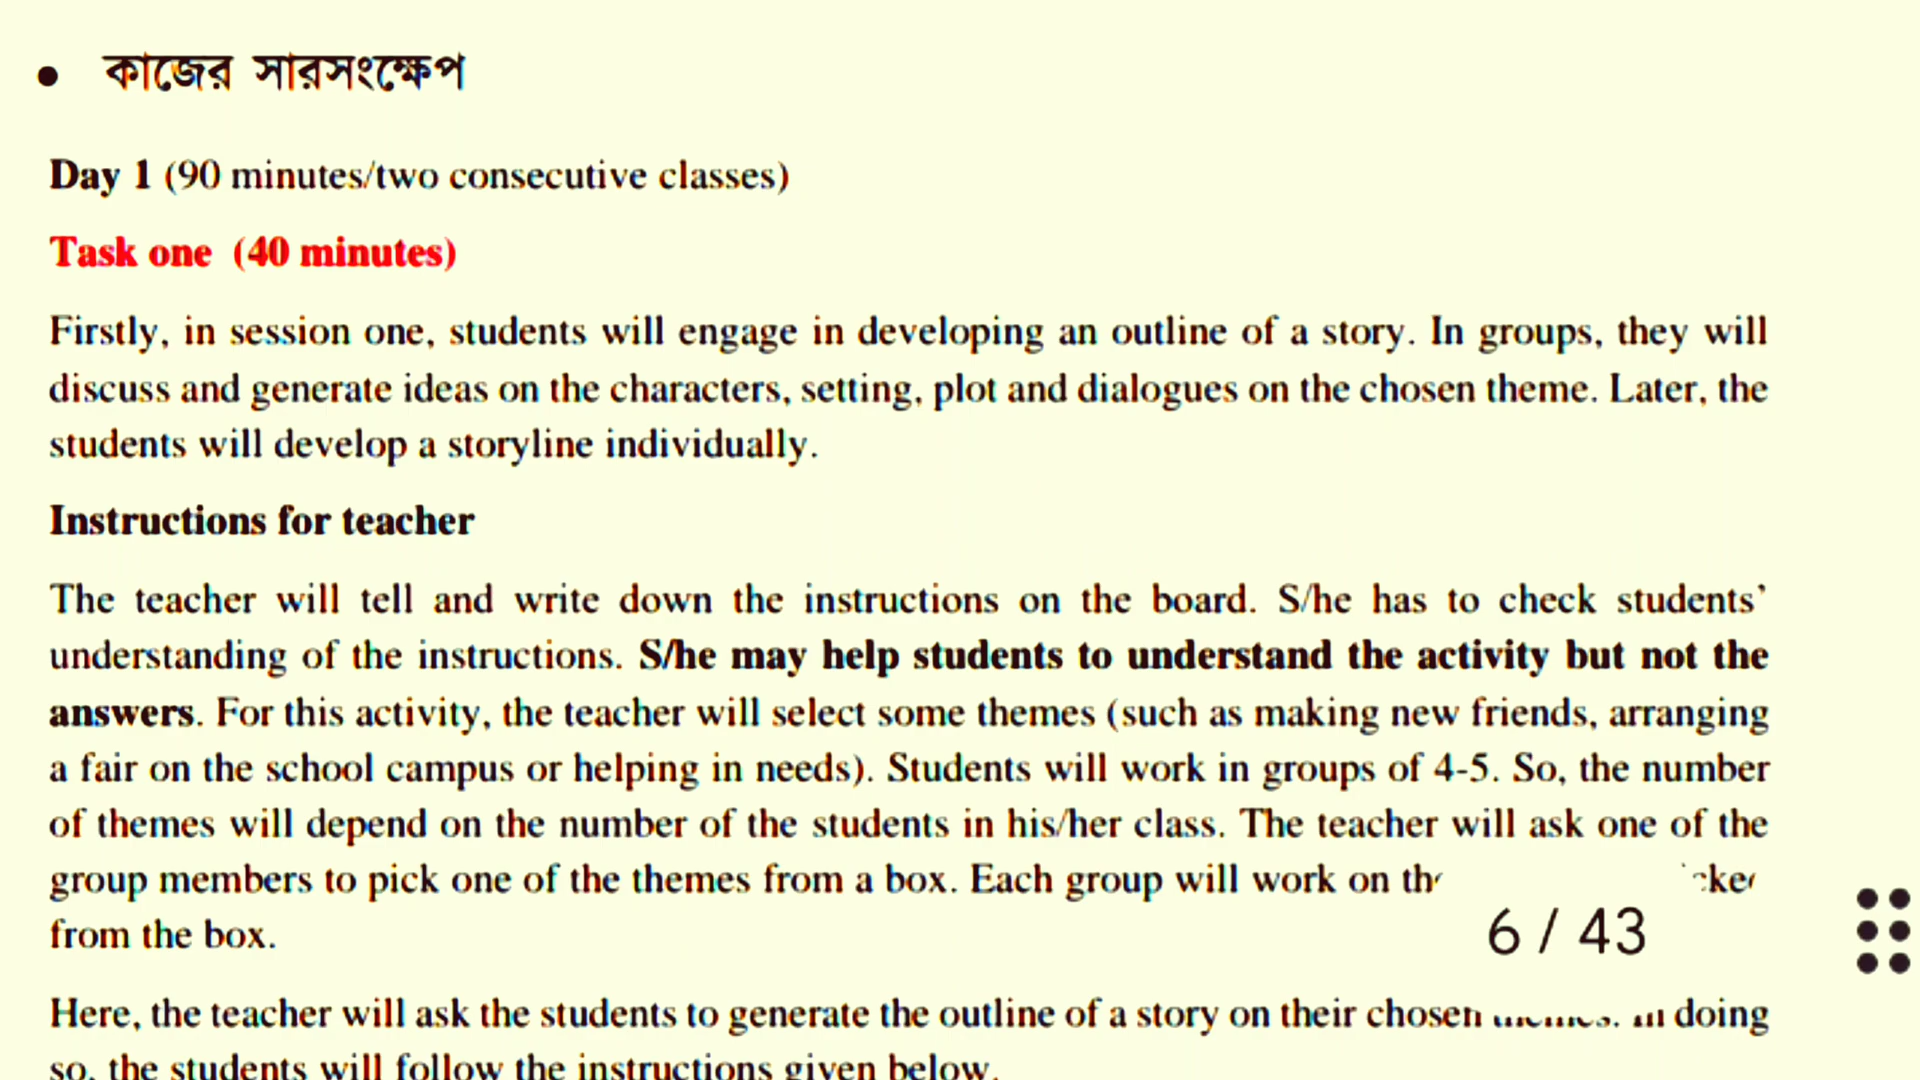 • কাজের সারসংক্ষেপ
Day 1 (90 minutes/two consecutive classes)
Task one (40 minutes)
Firstly, in session one, students will engage in developing an outline of a story. In groups, they will
discuss and generate ideas on the characters, setting, plot and dialogues on the chosen theme. Later, the
students will develop a storyline individually.
Instructions for teacher
The teacher will tell and write down the instructions on the board. S/he has to check students’
understanding of the instructions. S/he may help students to understand the activity but not the
answers. For this activity, the teacher will select some themes (such as making new friends, arranging
a fair on the school campus or helping in needs). Students will work in groups of 4-5. So, the number
of themes will depend on the number of the students in his/her class. The teacher will ask one of the
group members to pick one of the themes from a box. Each group will work on
from the box.
6 / 43
Here, the teacher will ask the students to generate the outline of a story on their chosen doing
so, the students will follow the instructions given below.